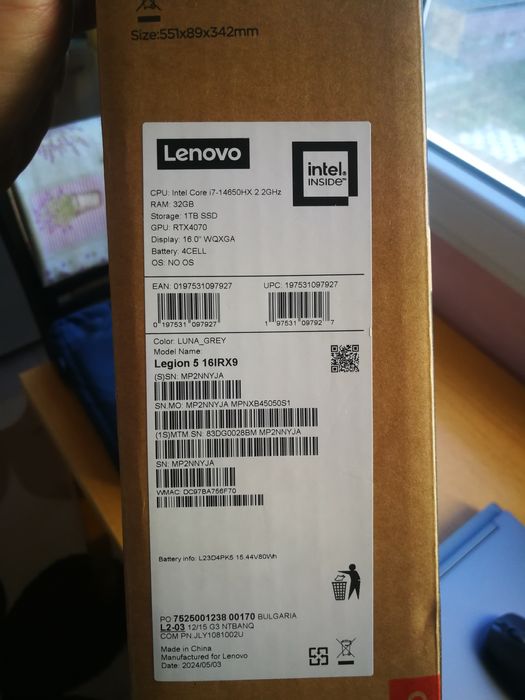 Size:551x89x342mm
Lenovo
intel.
INSIDE™
CPU: Intel Core i7-14650HX 2.2GHz
RAM: 32GB
Storage: 1TB SSD
GPU: RTX4070
Display: 16.0" WQXGA
Battery: 4CELL
OS: NO OS
EAN: 0197531097927
UPC: 197531097927
0 197531 097927
1 97531 09792 7
Color: LUNA_GREY
Model Name:
Legion 5 16IRX9
(S)SN: MP2NNYJA
SN.MO: MP2NNYJA MPNXB45050S1
(1S)MTM.SN: 83DG0028BM MP2NNYJA
SN: MP2NNYJA
WMAC: DC97BA756F70
Battery info: L23D4PK5 15.44V80Wh
PO 7525001238 00170 BULGARIA
L2-03 12/15 G3 NTBANQ
COM PN.JLY1081002U
Made in China
Manufactured for Lenovo
Date: 2024/05/03